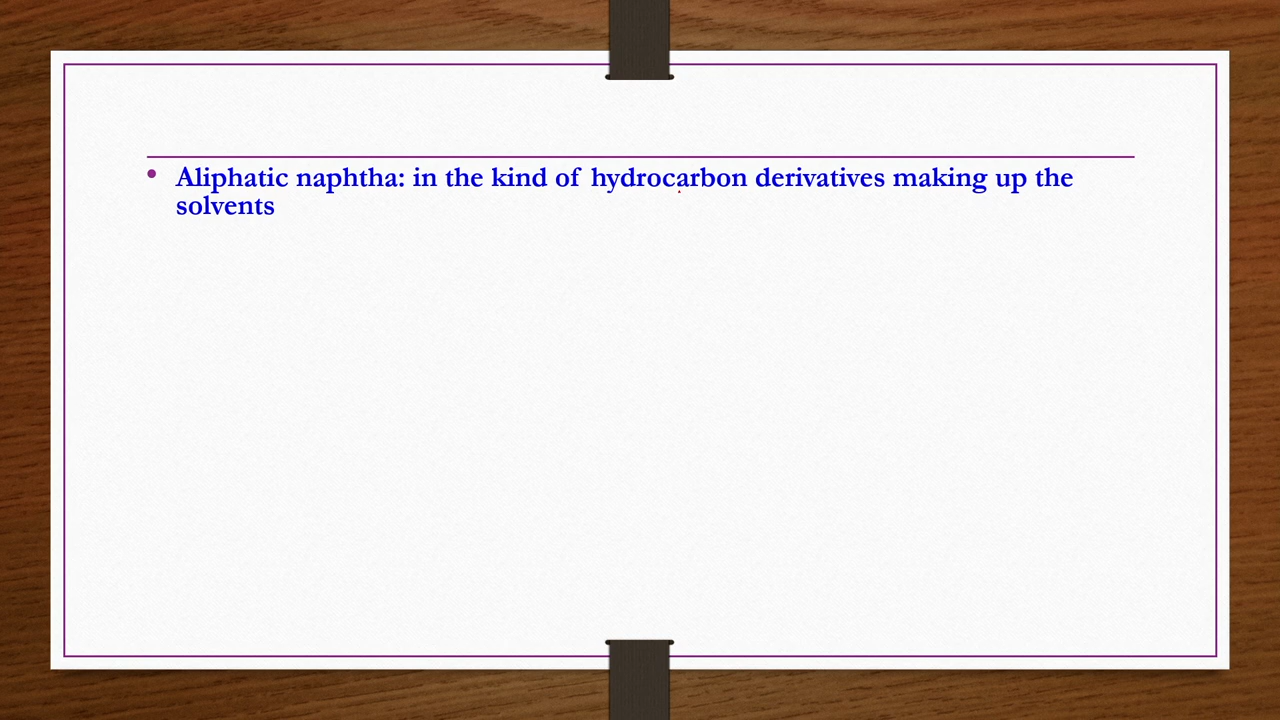 • Aliphatic naphtha: in the kind of hydrocarbon derivatives making up the
solvents